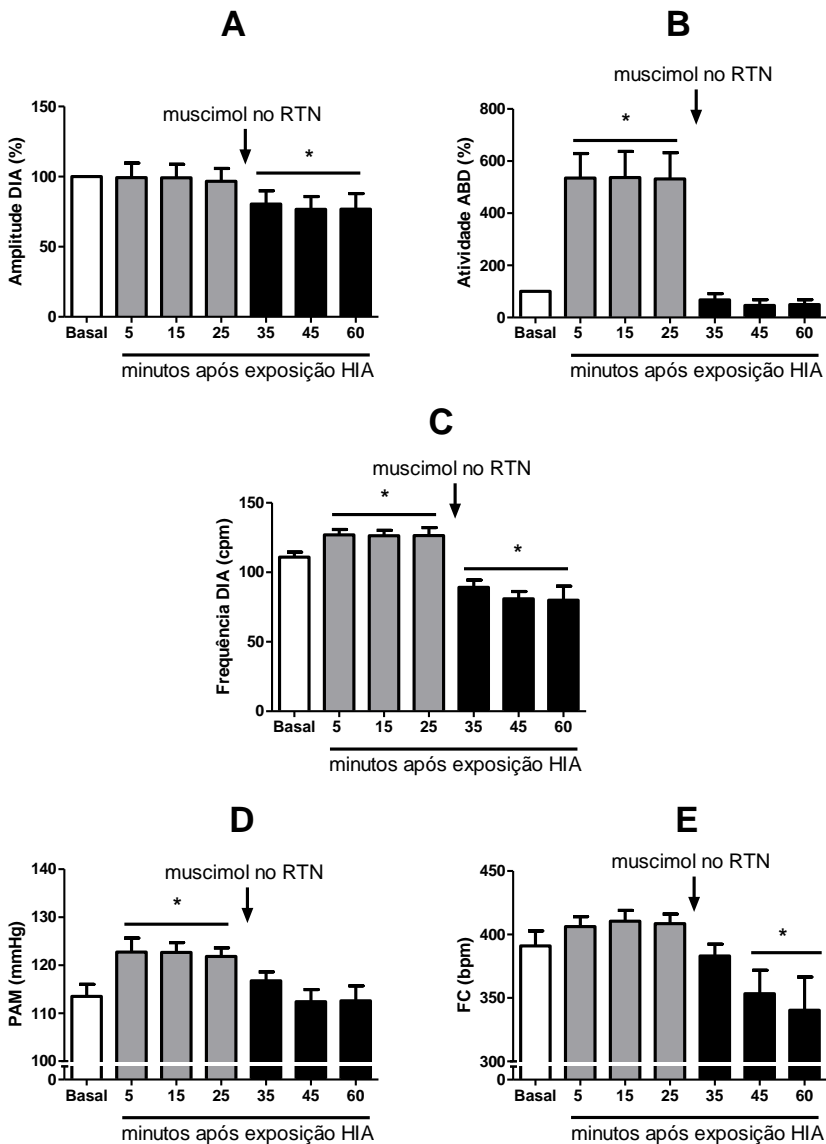 A
muscimol no RTN
*
Amplitude DIA (%)
150
100
50
0
Basal 5 15 25 35 45 60
minutos após exposição HIA
B
muscimol no RTN
*
Atividade ABD (%)
800
600
400
200
0
Basal 5 15 25 35 45 60
minutos após exposição HIA
C
muscimol no RTN
*
*
Frequência DIA (cpm)
150
100
50
0
Basal 5 15 25 35 45 60
minutos após exposição HIA
D
muscimol no RTN
*
PAM (mmHg)
140
130
120
110
100
0
Basal 5 15 25 35 45 60
minutos após exposição HIA
E
muscimol no RTN
*
FC (bpm)
450
400
350
300
0
Basal 5 15 25 35 45 60
minutos após exposição HIA